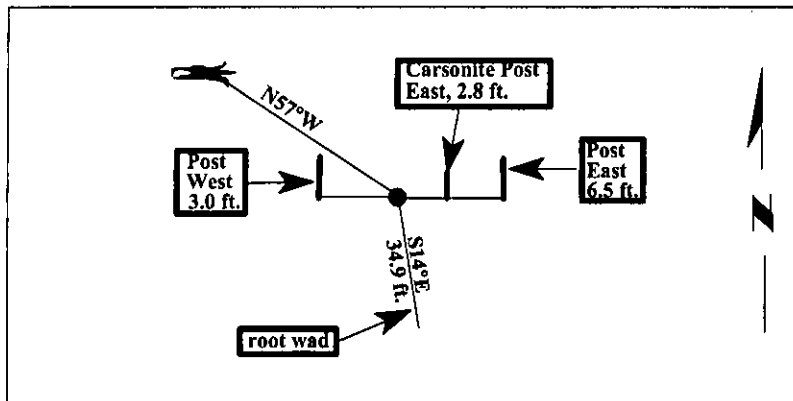 Carsonite Post
East, 2.8 ft.
N57°W
Post
West
3.0 ft.
Post
East
6.5 ft.
N
S14°E
34.9 ft.
root wad